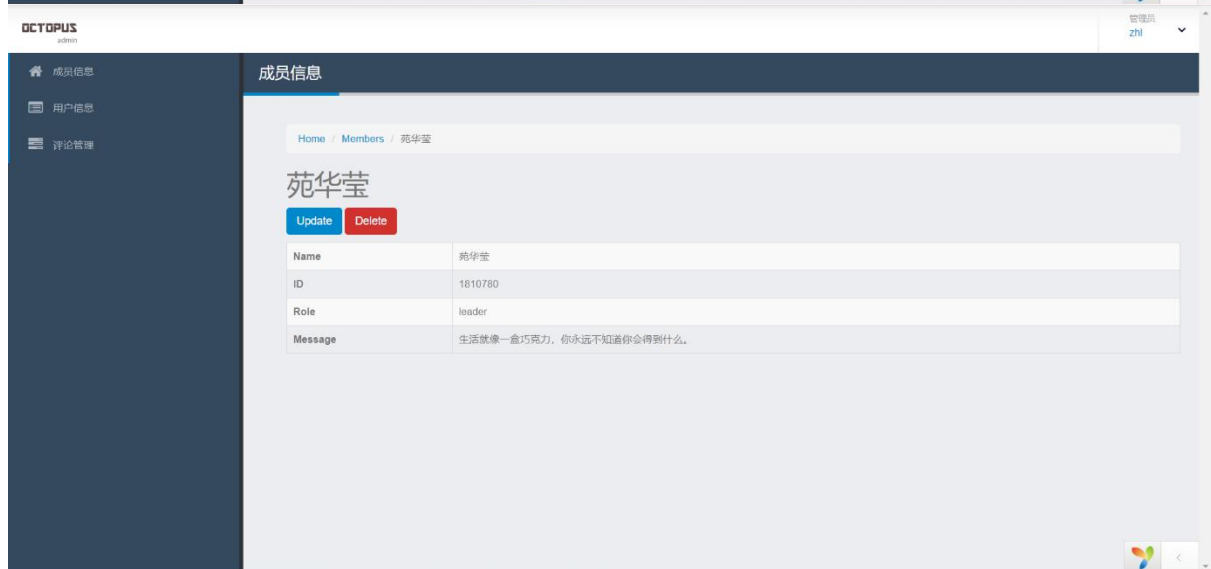 OCTOPUS
admin
管理员
zhl
成员信息
用户信息
评论管理
成员信息
Home / Members / 苑华莹
苑华莹
Update Delete
Name 苑华莹
ID 1810780
Role leader
Message 生活就像一盒巧克力，你永远不知道你会得到什么。